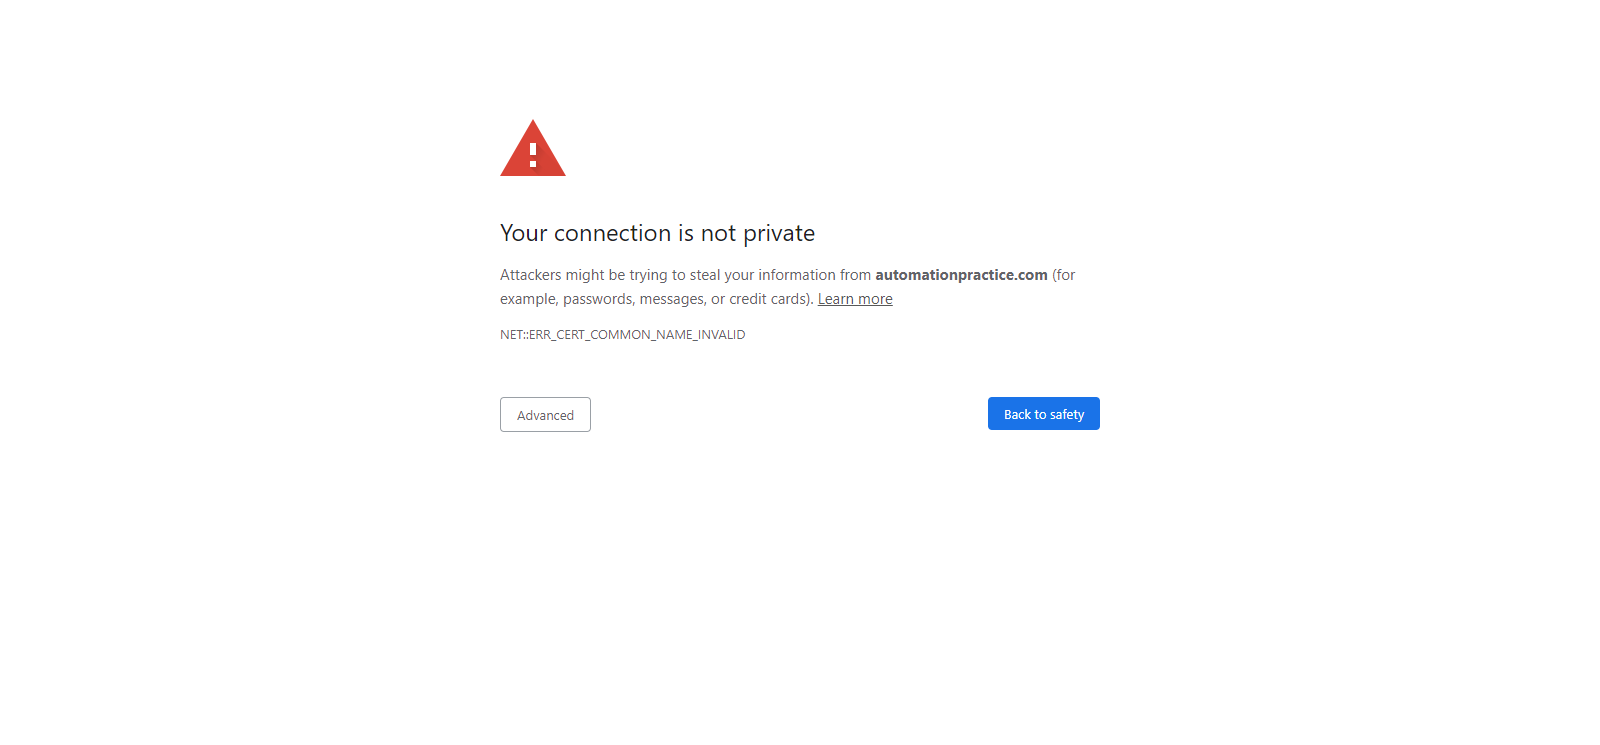 Your connection is not private
Attackers might be trying to steal your information from automationpractice.com (for
example, passwords, messages, or credit cards). Learn more
NET::ERR_CERT_COMMON_NAME_INVALID
Advanced
Back to safety